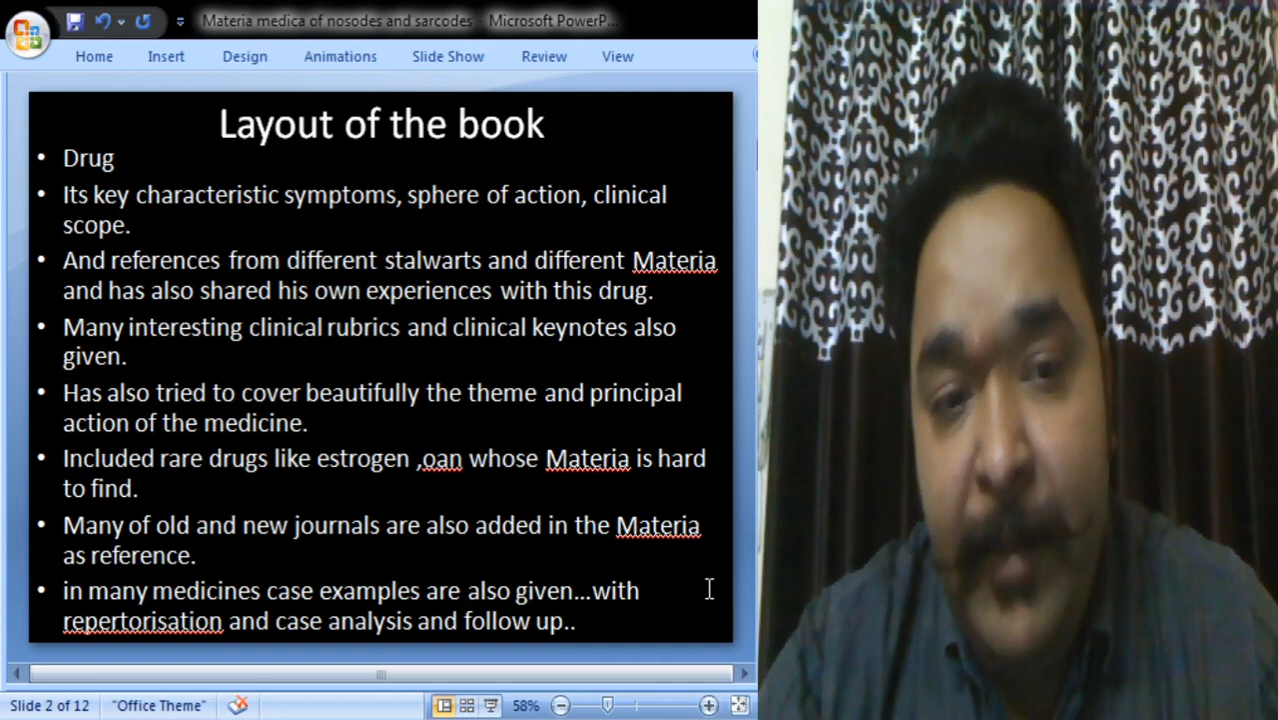 Materia medica of nosodes and sarcodes - Microsoft PowerP...
Home Insert Design Animations Slide Show Review View
Layout of the book
• Drug
• Its key characteristic symptoms, sphere of action, clinical
scope.
• And references from different stalwarts and different Materia
and has also shared his own experiences with this drug.
• Many interesting clinical rubrics and clinical keynotes also
given.
• Has also tried to cover beautifully the theme and principal
action of the medicine.
• Included rare drugs like estrogen ,oan whose Materia is hard
to find.
• Many of old and new journals are also added in the Materia
as reference.
• in many medicines case examples are also given...with
repertorisation and case analysis and follow up..
Slide 2 of 12 "Office Theme" 58%